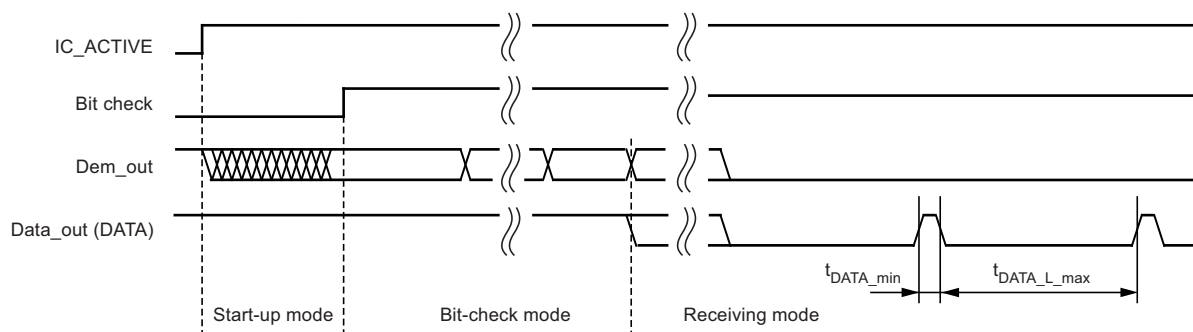 IC_ACTIVE
Bit check
Dem_out
Data_out (DATA)
tDATA_min
tDATA_L_max
Start-up mode
Bit-check mode
Receiving mode